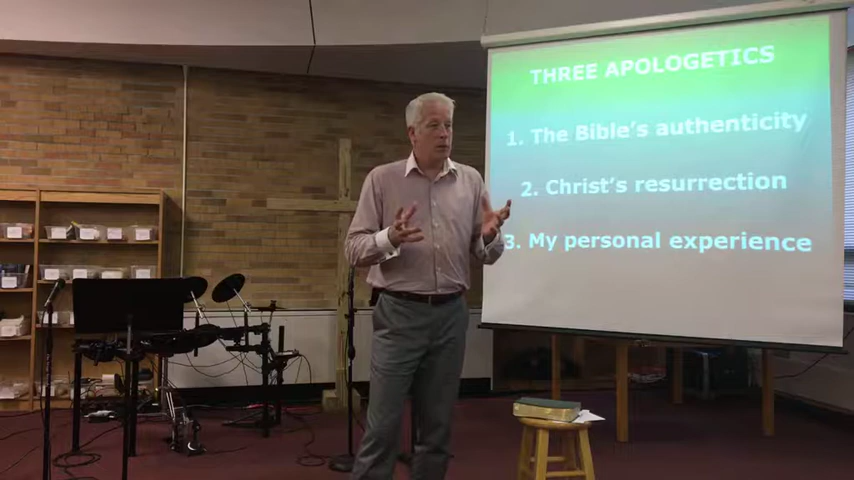 THREE APOLOGETICS
1. The Bible's authenticity
2. Christ's resurrection
3. My personal experience